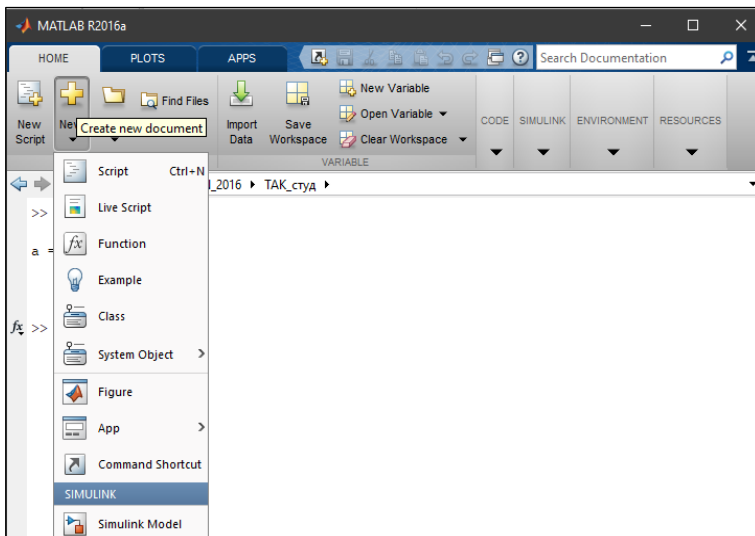 MATLAB R2016a
HOME PLOTS APPS Search Documentation
New Script
Find Files
Import Data
Save Workspace
New Variable
Open Variable
Clear Workspace
CODE SIMULINK ENVIRONMENT RESOURCES
Create new document
VARIABLE
_2016 ▸ ТАК_студ ▸
>>
a =
fx >>
Script Ctrl+N
Live Script
fx Function
Example
Class
System Object >
Figure
App >
Command Shortcut
SIMULINK
Simulink Model